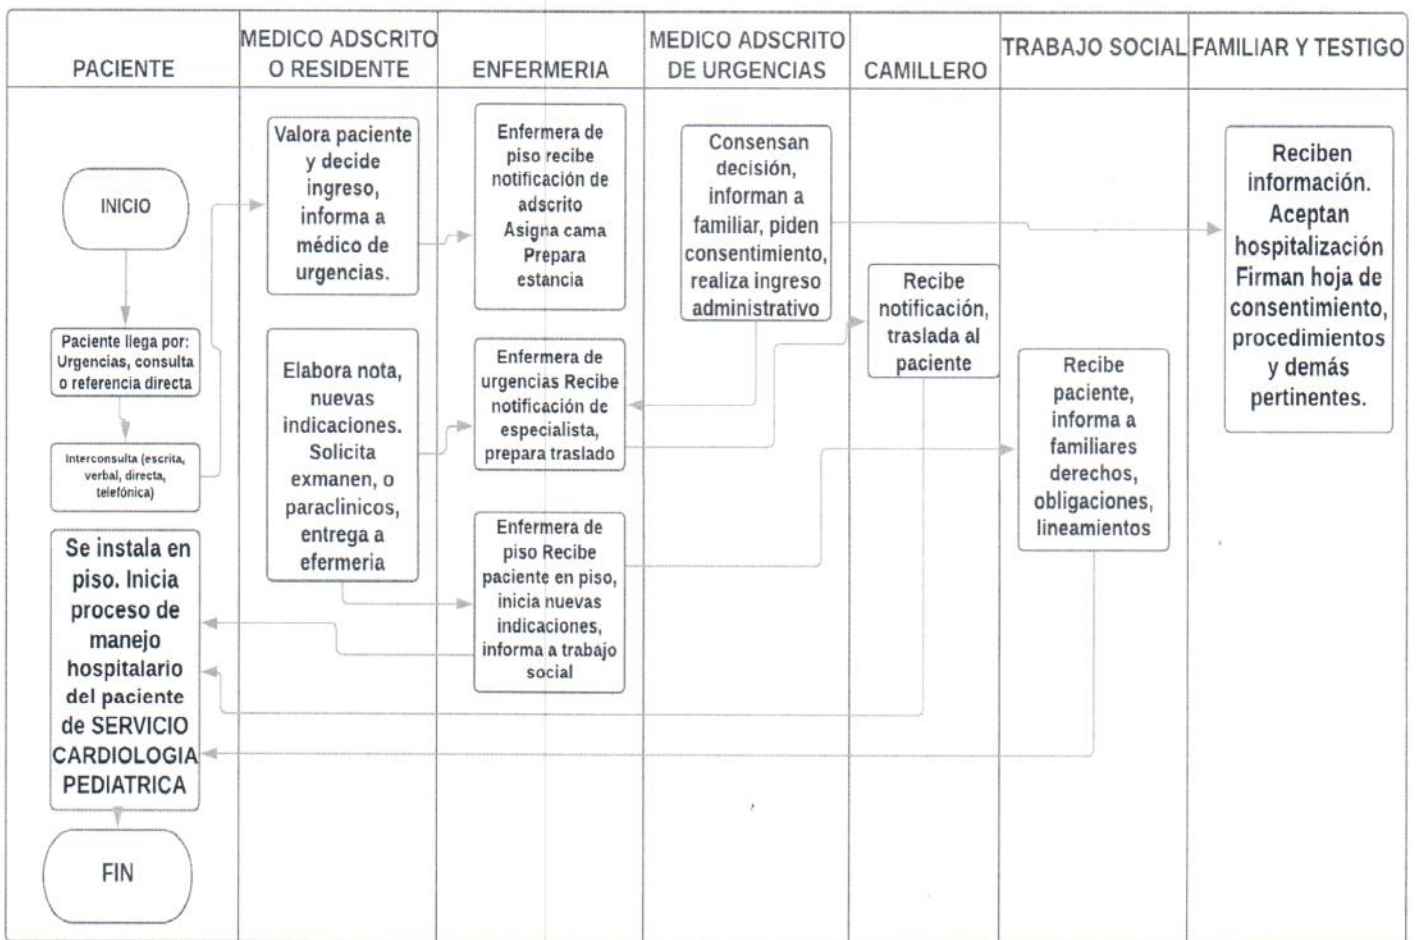 PACIENTE
MEDICO ADSCRITO
O RESIDENTE
ENFERMERIA
MEDICO ADSCRITO
DE URGENCIAS
CAMILLERO
TRABAJO SOCIAL
FAMILIAR Y TESTIGO
INICIO
Paciente llega por:
Urgencias, consulta
o referencia directa
Interconsulta (escrita,
verbal, directa,
telefónica)
Se instala en
piso. Inicia
proceso de
manejo
hospitalario
del paciente
de SERVICIO
CARDIOLOGIA
PEDIATRICA
FIN
Valora paciente
y decide
ingreso,
informa a
médico de
urgencias.
Elabora nota,
nuevas
indicaciones.
Solicita
exmanen, o
paraclinicos,
entrega a
efermeria
Enfermera de
piso recibe
notificación de
adscrito
Asigna cama
Prepara
estancia
Enfermera de
urgencias Recibe
notificación de
especialista,
prepara traslado
Enfermera de
piso Recibe
paciente en piso,
inicia nuevas
indicaciones,
informa a trabajo
social
Consensan
decisión,
informan a
familiar, piden
consentimiento,
realiza ingreso
administrativo
Recibe
notificación,
traslada al
paciente
Recibe
paciente,
informa a
familiares
derechos,
obligaciones,
lineamientos
Reciben
información.
Aceptan
hospitalización
Firman hoja de
consentimiento,
procedimientos
y demás
pertinentes.